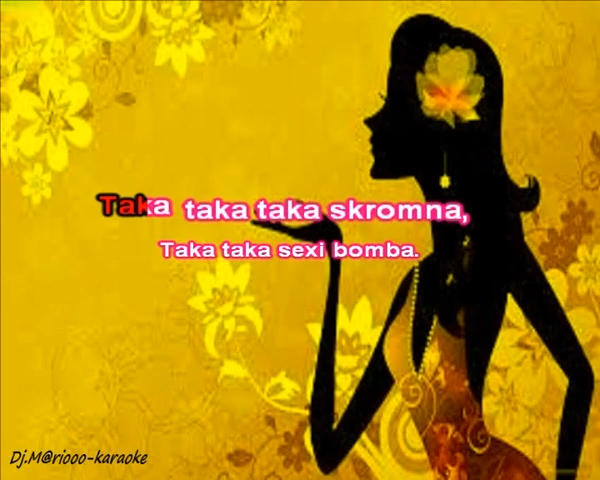 Taka taka taka skromna,
Taka taka sexi bomba.
Dj.M@riooo-karaoke